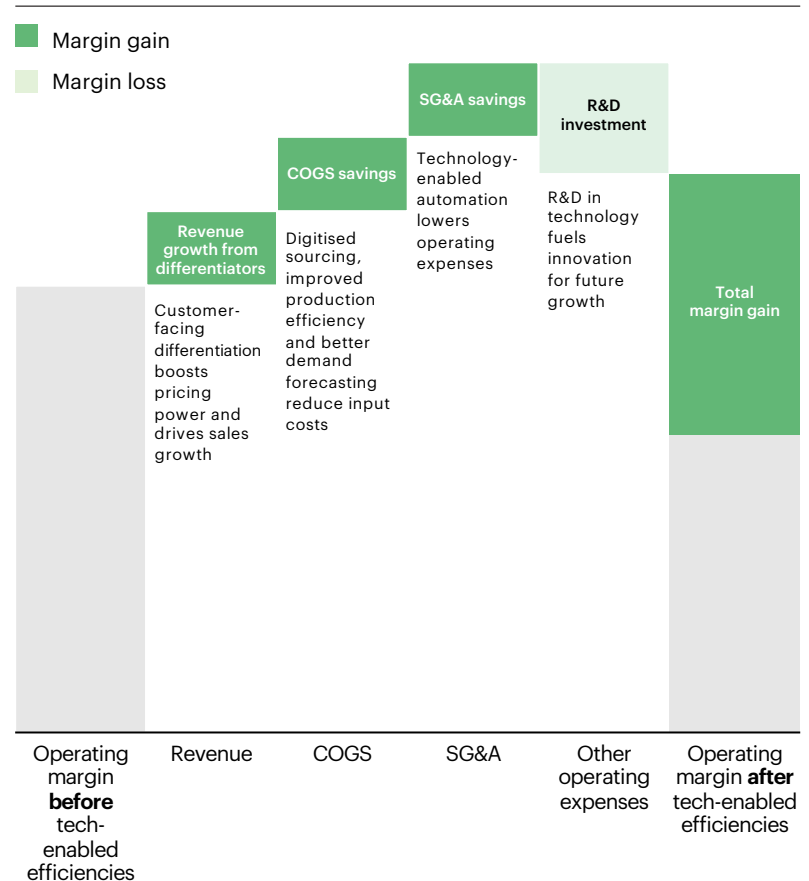 Margin gain
Margin loss
SG&A savings
R&D
investment
COGS savings
Technology-
enabled
automation
lowers
operating
expenses
R&D in
technology
fuels
innovation
for future
growth
Revenue
growth from
differentiators
Digitised
sourcing,
improved
production
efficiency
and better
demand
forecasting
reduce input
costs
Total
margin gain
Customer-
facing
differentiation
boosts
pricing
power and
drives sales
growth
Operating
margin
before
tech-
enabled
efficiencies
Revenue
COGS
SG&A
Other
operating
expenses
Operating
margin after
tech-enabled
efficiencies